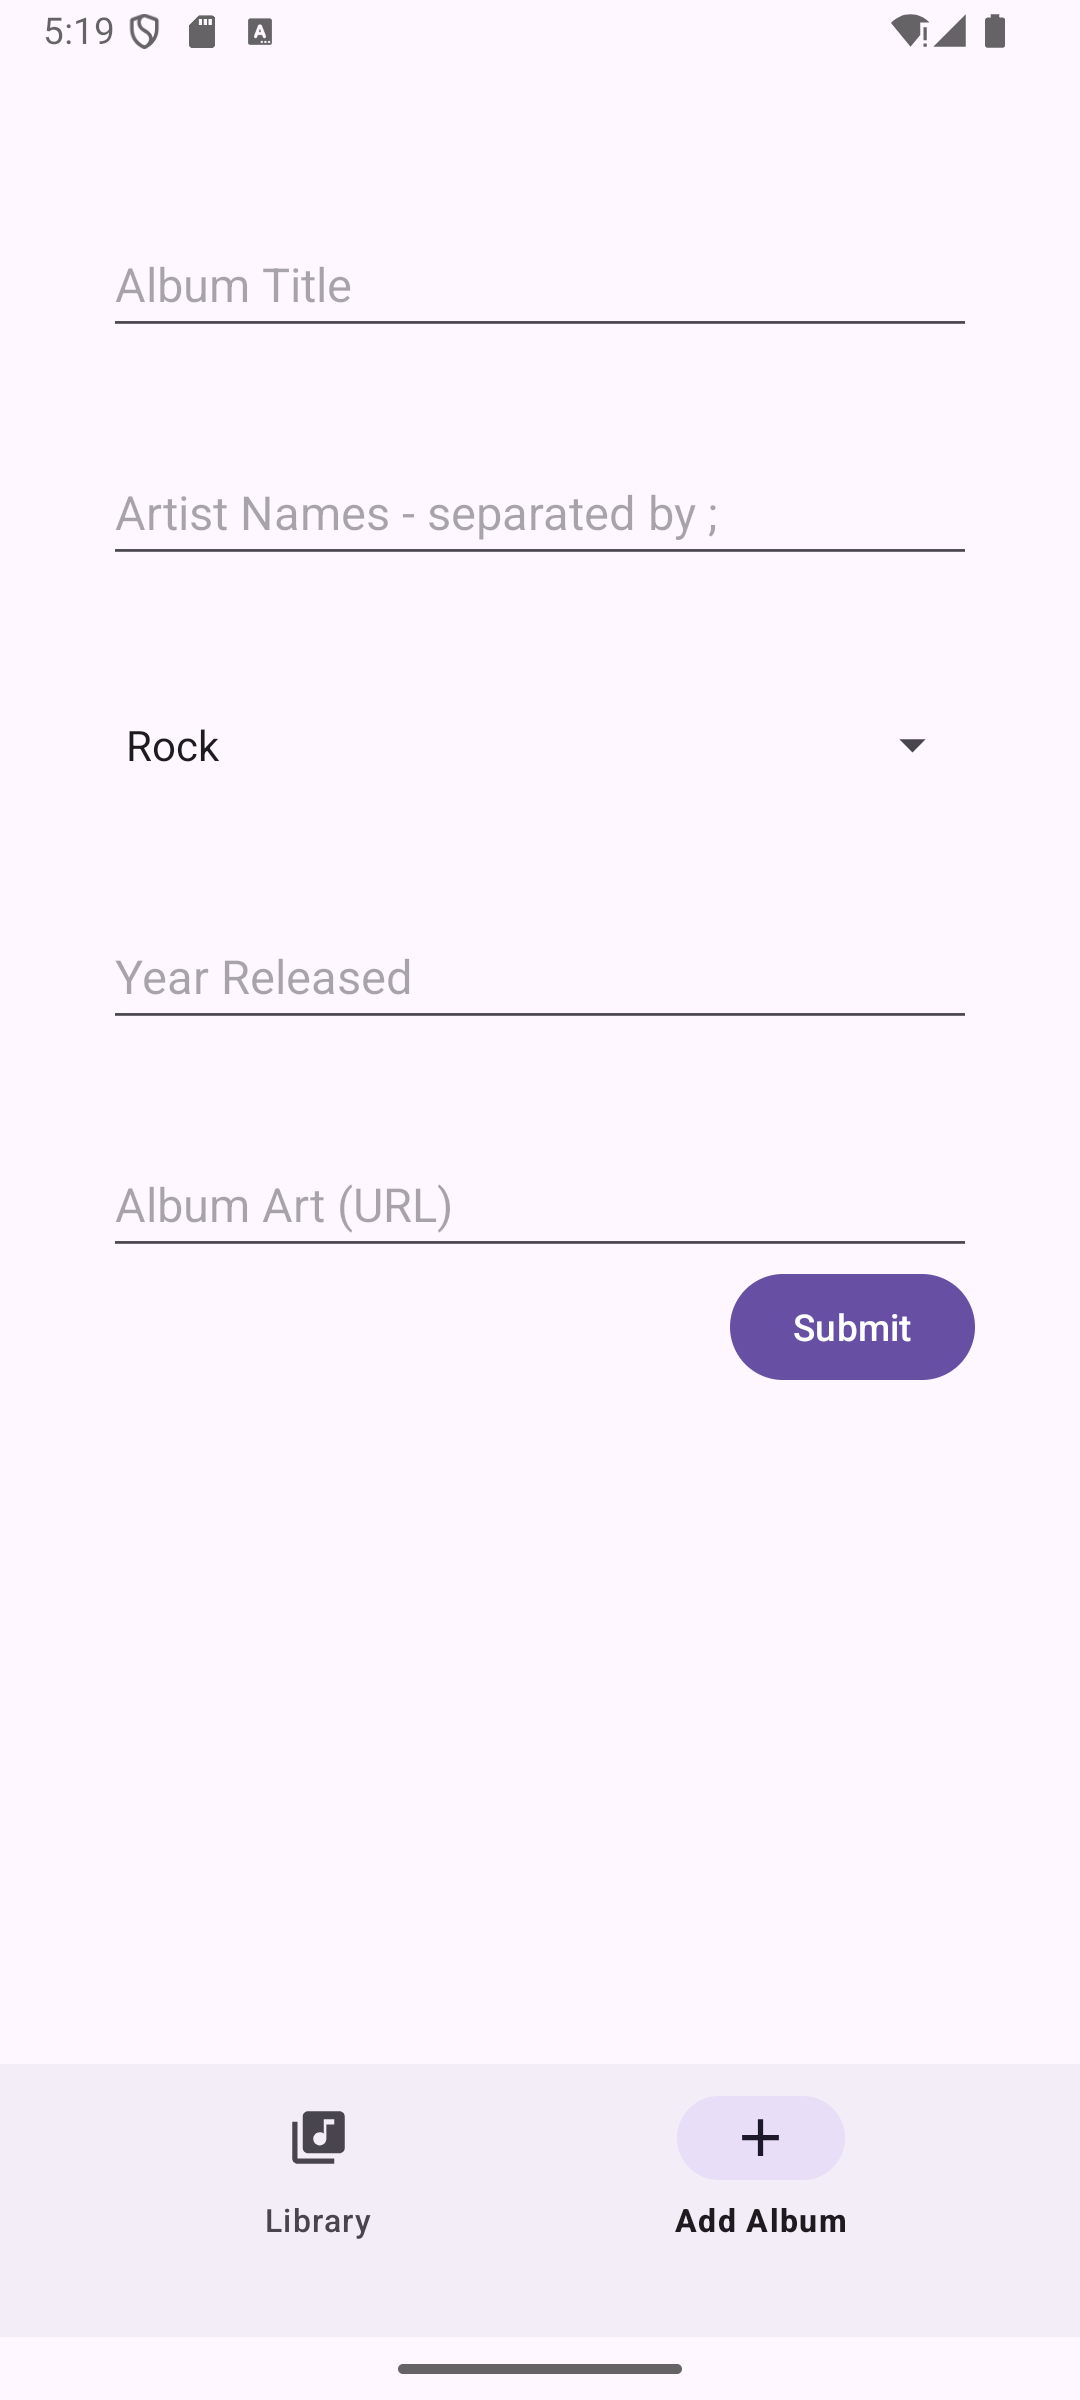 5:19
Album Title
Artist Names - separated by ;
Rock
Year Released
Album Art (URL)
Submit
Library
Add Album